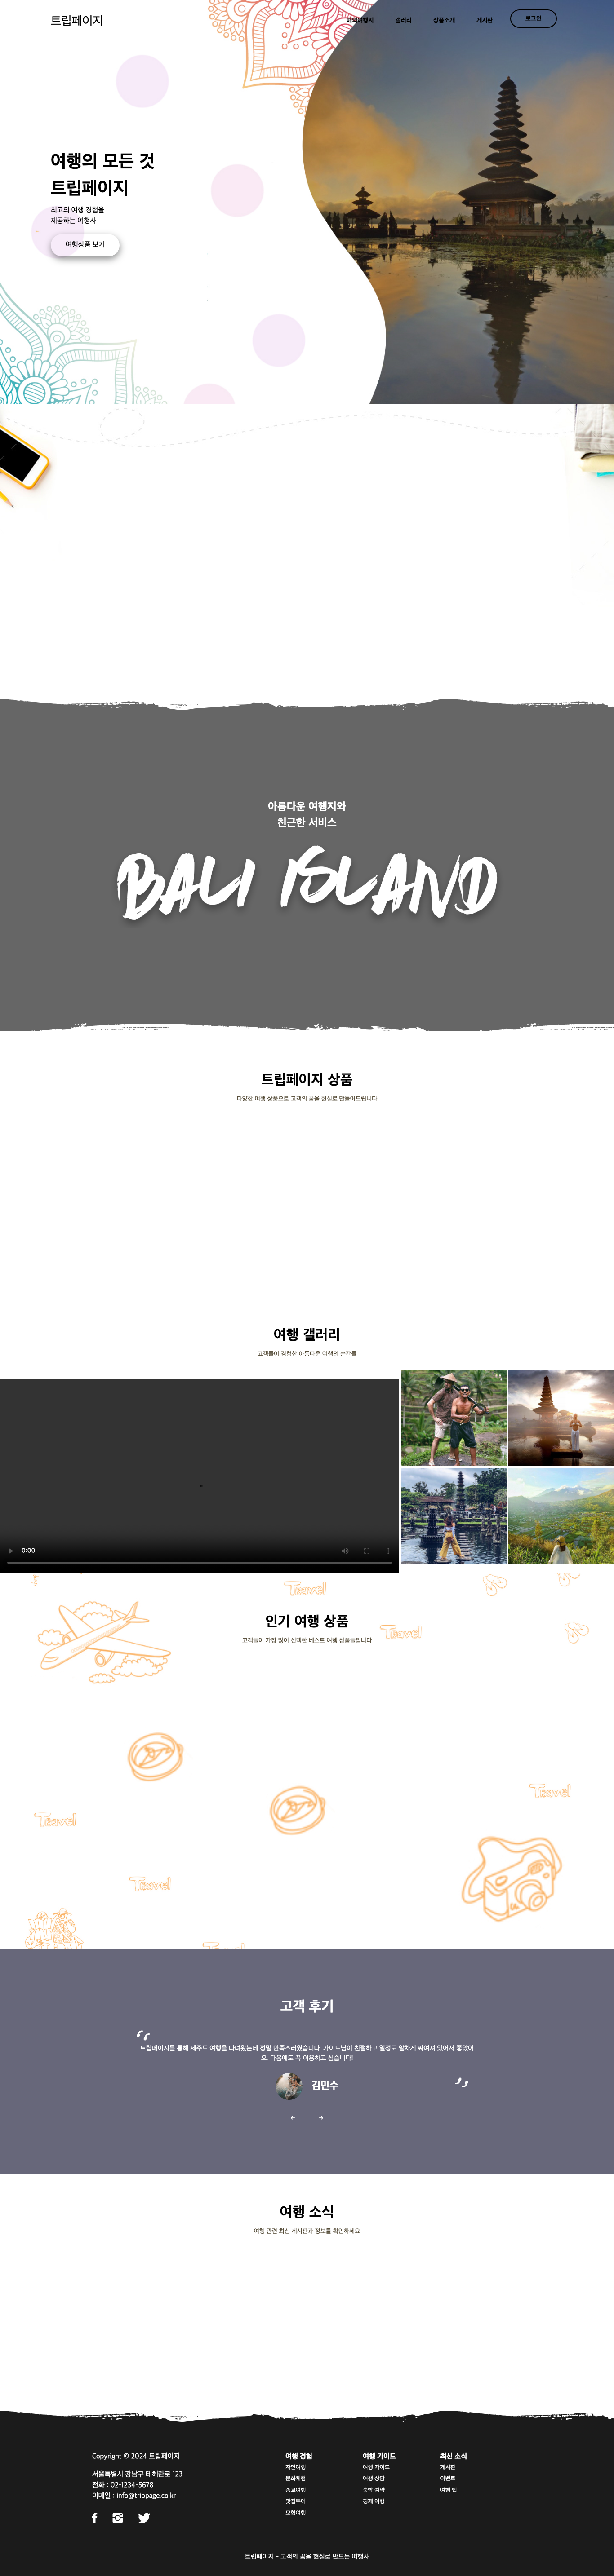 트립페이지
해외여행지 갤러리 상품소개 게시판 로그인
여행의 모든 것
트립페이지
최고의 여행 경험을
제공하는 여행사
여행상품 보기
아름다운 여행지와
친근한 서비스
BALI ISLAND
트립페이지 상품
다양한 여행 상품으로 고객의 꿈을 현실로 만들어드립니다
여행 갤러리
고객들이 경험한 아름다운 여행의 순간들
0:00
Travel
인기 여행 상품
Travel
고객들이 가장 많이 선택한 베스트 여행 상품들입니다
Travel
Travel
Travel
Travel
고객 후기
트립페이지를 통해 제주도 여행을 다녀왔는데 정말 만족스러웠습니다. 가이드님이 친절하고 일정도 알차게 짜여져 있어서 좋았어
요. 다음에도 꼭 이용하고 싶습니다!
김민수
여행 소식
여행 관련 최신 게시판과 정보를 확인하세요
Copyright © 2024 트립페이지
서울특별시 강남구 테헤란로 123
전화 : 02-1234-5678
이메일 : info@trippage.co.kr
여행 경험
자연여행
문화체험
종교여행
맛집투어
모험여행
여행 가이드
여행 가이드
여행 상담
숙박 예약
경제 여행
최신 소식
게시판
이벤트
여행 팁
트립페이지 - 고객의 꿈을 현실로 만드는 여행사